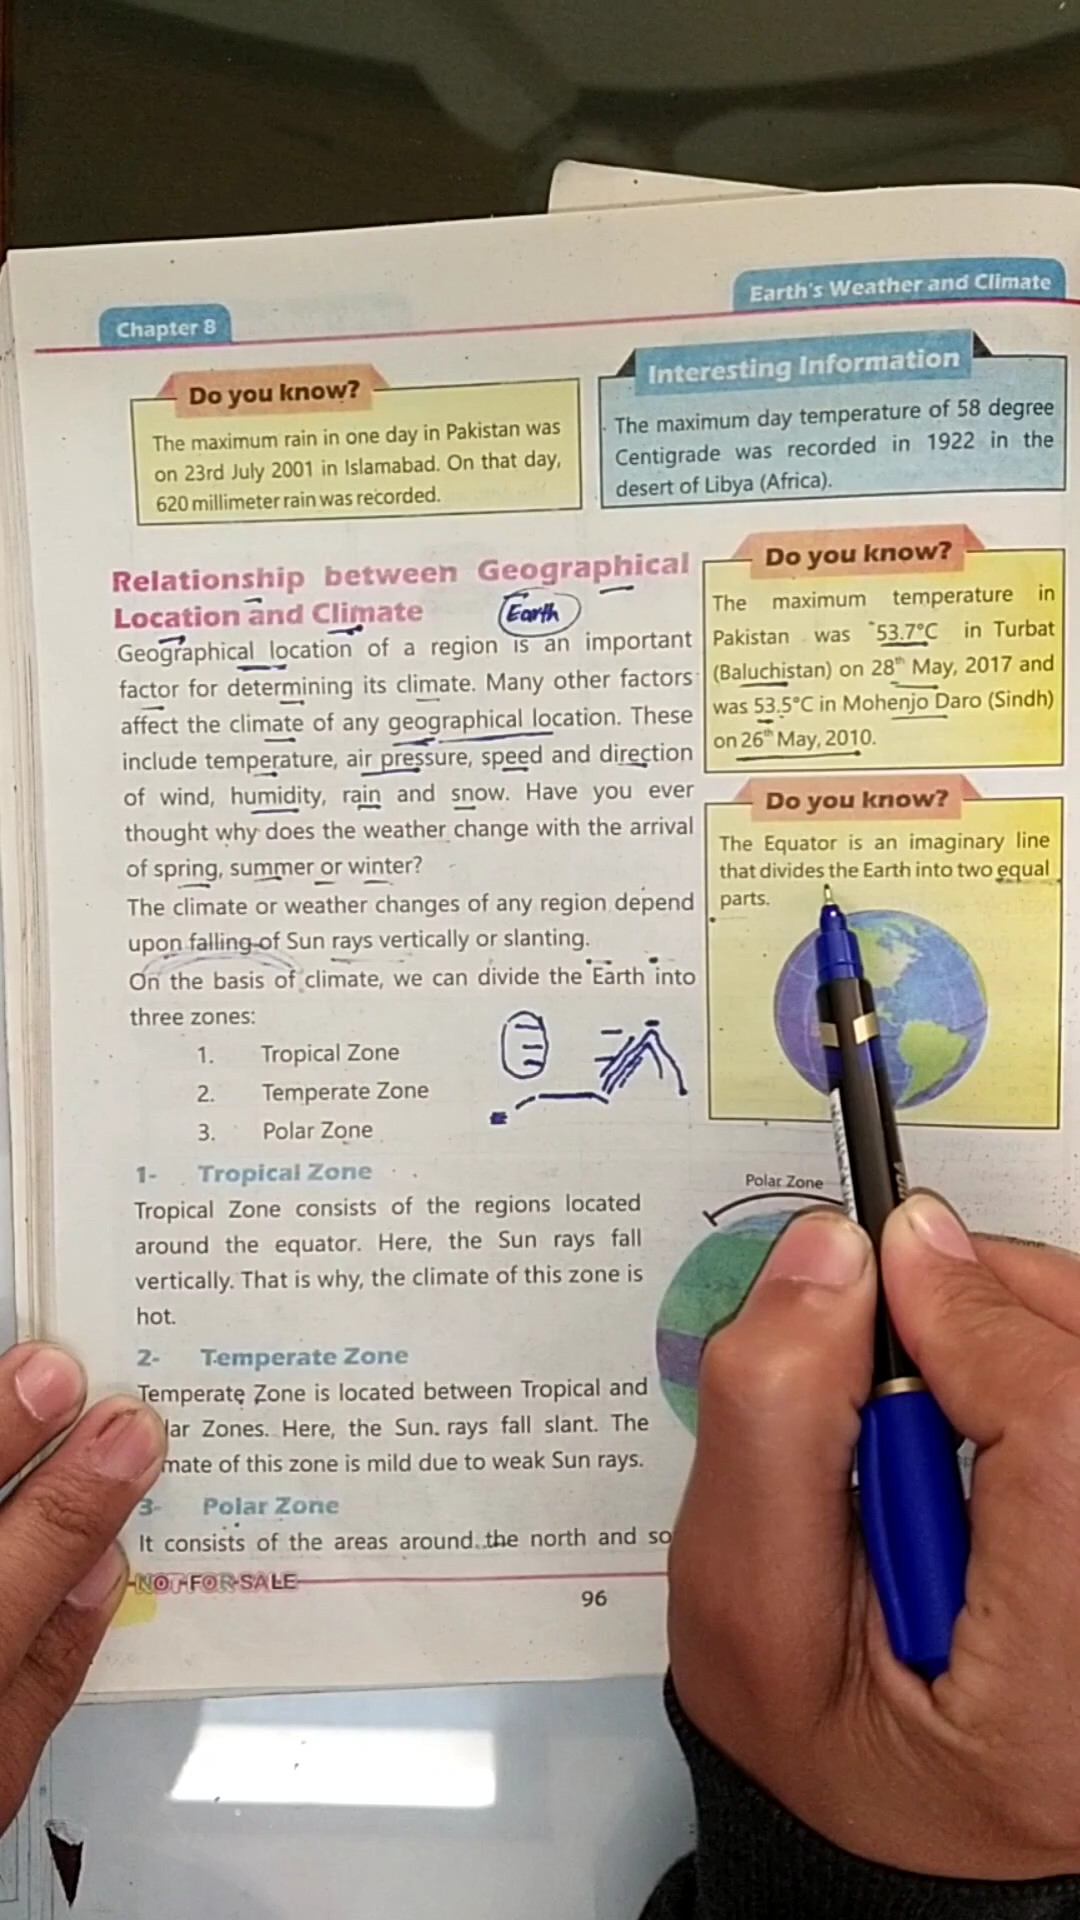 Chapter 8
Earth's Weather and Climate
Do you know?
The maximum rain in one day in Pakistan was
on 23rd July 2001 in Islamabad. On that day,
620 millimeter rain was recorded.
Interesting Information
The maximum day temperature of 58 degree
Centigrade was recorded in 1922 in the
desert of Libya (Africa).
Relationship between Geographical
Location and Climate
Earth
Geographical location of a region is an important
factor for determining its climate. Many other factors
affect the climate of any geographical location. These
include temperature, air pressure, speed and direction
of wind, humidity, rain and snow. Have you ever
thought why does the weather change with the arrival
of spring, summer or winter?
The climate or weather changes of any region depend
upon falling of Sun rays vertically or slanting.
On the basis of climate, we can divide the Earth into
three zones:
1. Tropical Zone
2. Temperate Zone
3. Polar Zone
Do you know?
The maximum temperature in
Pakistan was 53.7°C in Turbat
(Baluchistan) on 28th May, 2017 and
was 53.5°C in Mohenjo Daro (Sindh)
on 26th May, 2010.
Do you know?
The Equator is an imaginary line
that divides the Earth into two equal
parts.
1- Tropical Zone
Tropical Zone consists of the regions located
around the equator. Here, the Sun rays fall
vertically. That is why, the climate of this zone is
hot.
Polar Zone
2- Temperate Zone
Temperate Zone is located between Tropical and
lar Zones. Here, the Sun rays fall slant. The
mate of this zone is mild due to weak Sun rays.
3- Polar Zone
It consists of the areas around the north and so
NOT FOR SALE
96